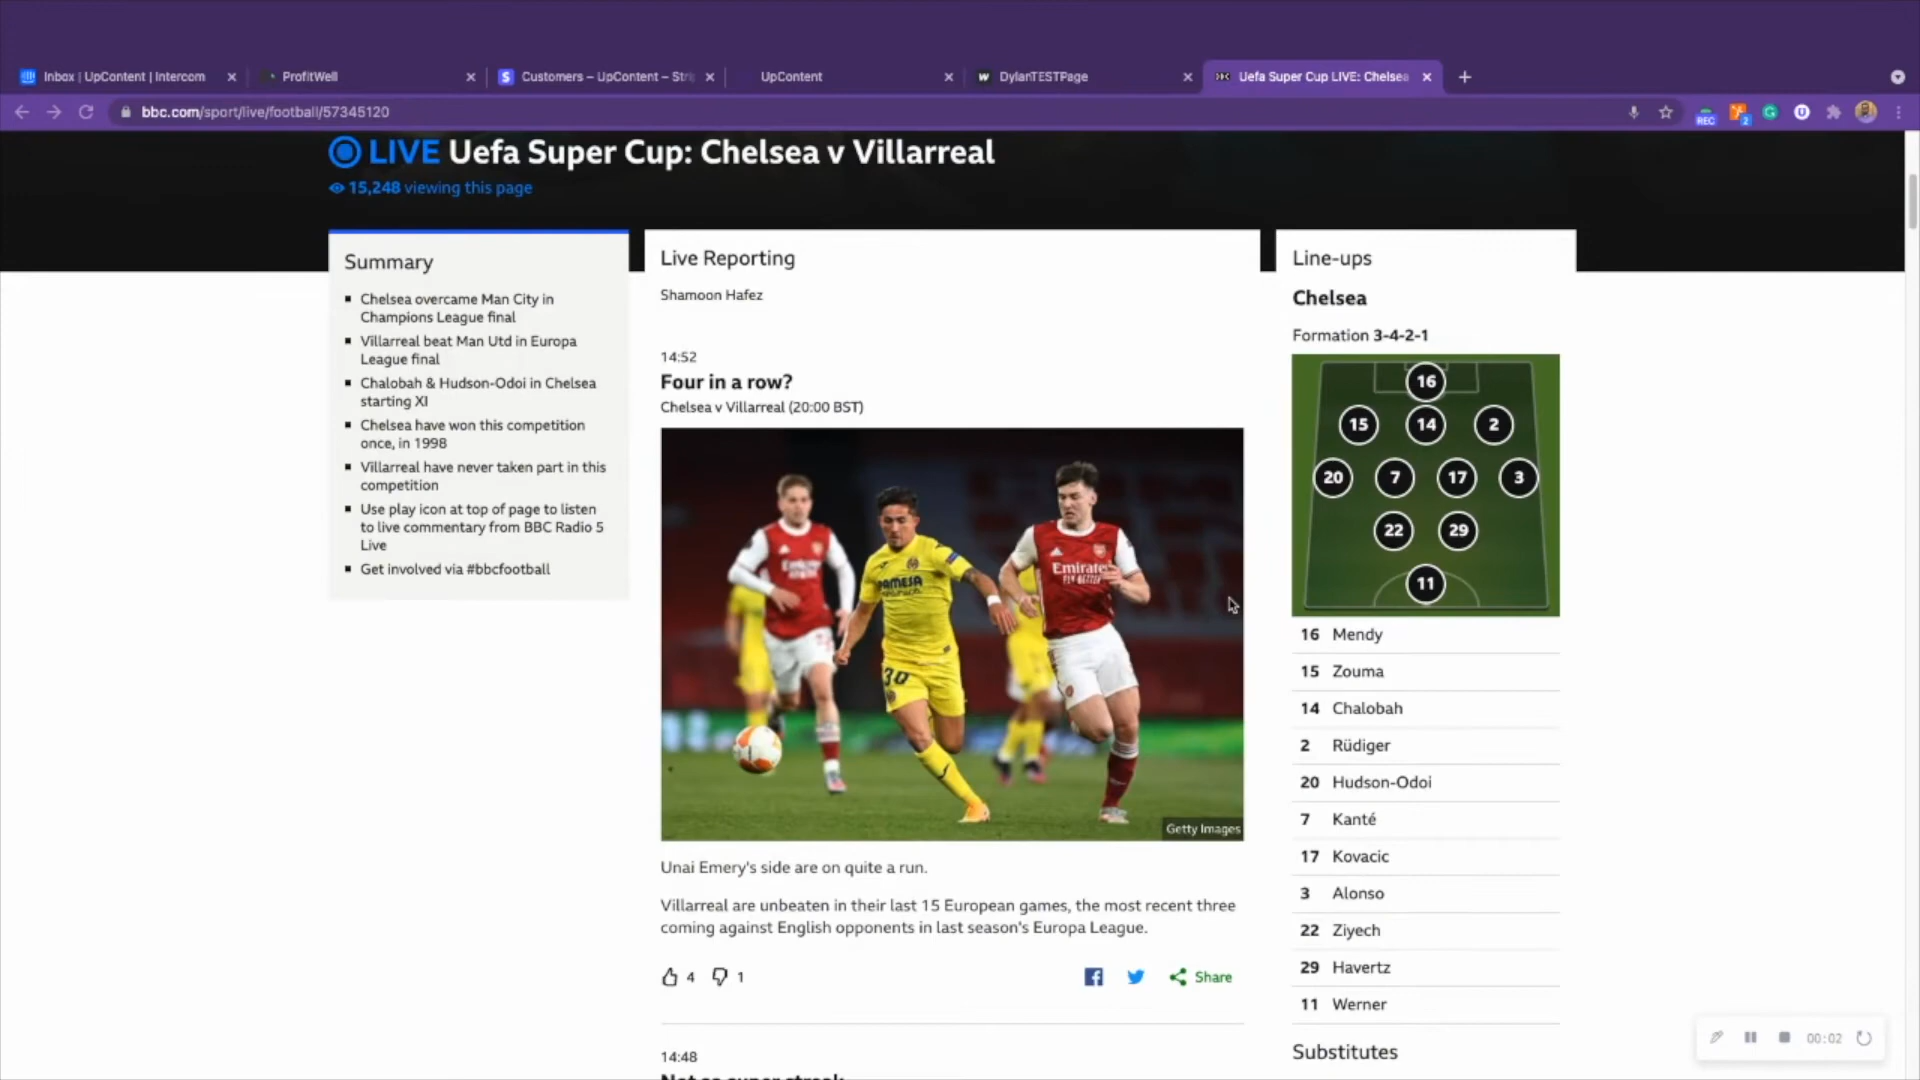 Inbox | UpContent | Intercom
ProfitWell
Customers – UpContent – Stri
UpContent
DylanTESTPage
Uefa Super Cup LIVE: Chelsea
bbc.com/sport/live/football/57345120
REC
2
LIVE Uefa Super Cup: Chelsea v Villarreal
15,248 viewing this page
Summary
Chelsea overcame Man City in
Champions League final
Villarreal beat Man Utd in Europa
League final
Chalobah & Hudson-Odoi in Chelsea
starting XI
Chelsea have won this competition
once, in 1998
Villarreal have never taken part in this
competition
Use play icon at top of page to listen
to live commentary from BBC Radio 5
Live
Get involved via #bbcfootball
Live Reporting
Shamoon Hafez
14:52
Four in a row?
Chelsea v Villarreal (20:00 BST)
PAMESA
30
Emirates
FLY BETTER
Getty Images
Unai Emery's side are on quite a run.
Villarreal are unbeaten in their last 15 European games, the most recent three
coming against English opponents in last season's Europa League.
4
1
Share
14:48
Line-ups
Chelsea
Formation 3-4-2-1
16
15 14 2
20 7 17 3
22 29
11
16 Mendy
15 Zouma
14 Chalobah
2 Rüdiger
20 Hudson-Odoi
7 Kanté
17 Kovacic
3 Alonso
22 Ziyech
29 Havertz
11 Werner
Substitutes
00:02